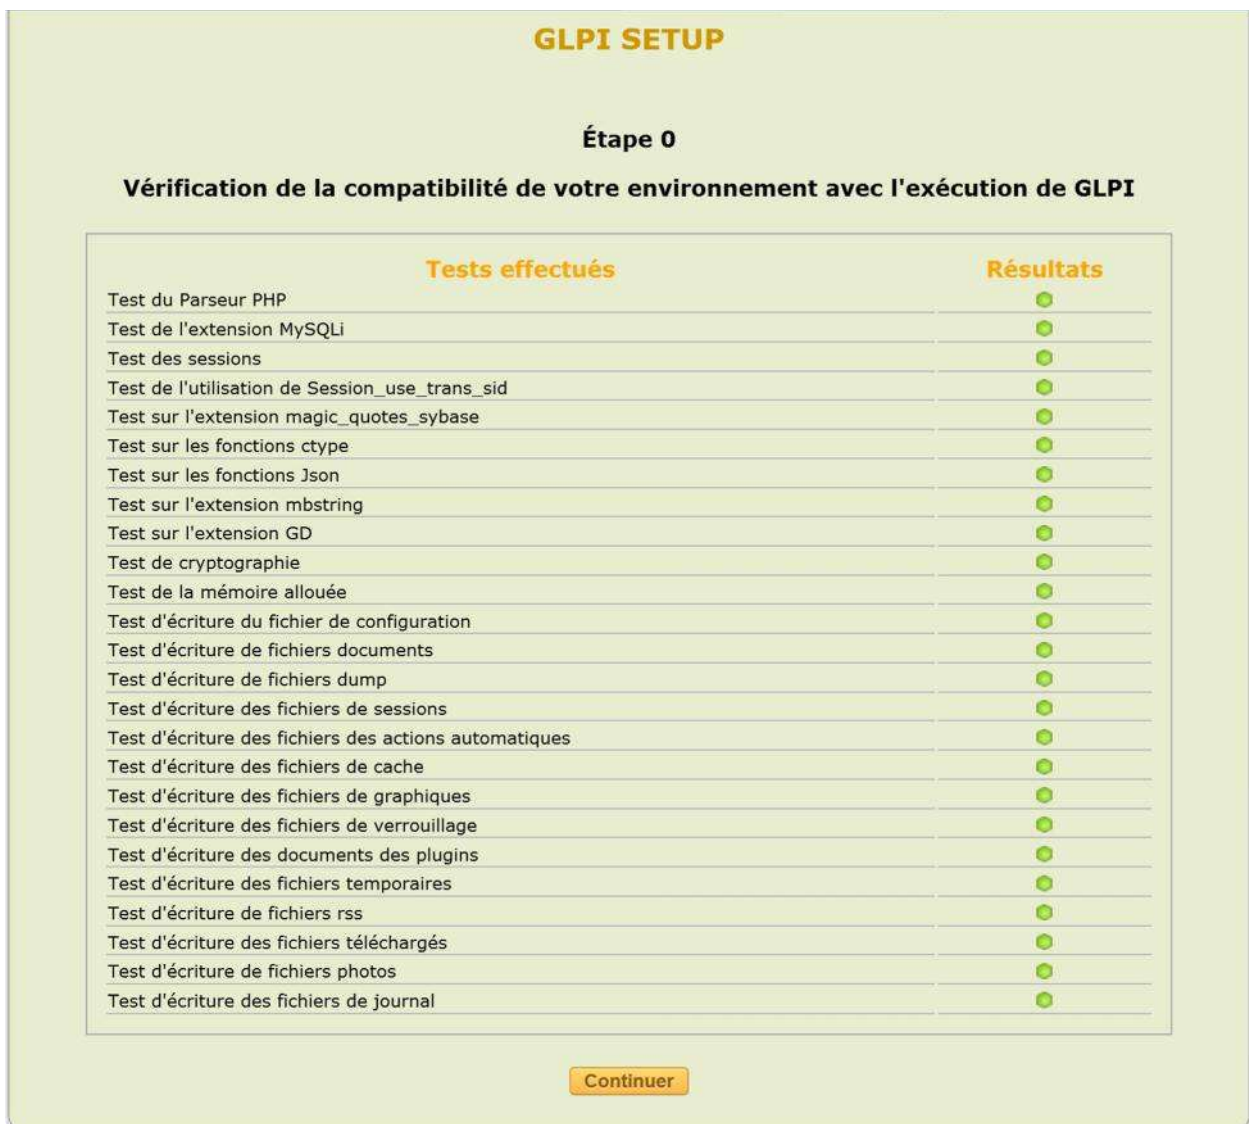 GLPI SETUP
Étape 0
Vérification de la compatibilité de votre environnement avec l'exécution de GLPI
Tests effectués Résultats
Test du Parseur PHP
Test de l'extension MySQLi
Test des sessions
Test de l'utilisation de Session_use_trans_sid
Test sur l'extension magic_quotes_sybase
Test sur les fonctions ctype
Test sur les fonctions Json
Test sur l'extension mbstring
Test sur l'extension GD
Test de cryptographie
Test de la mémoire allouée
Test d'écriture du fichier de configuration
Test d'écriture de fichiers documents
Test d'écriture de fichiers dump
Test d'écriture des fichiers de sessions
Test d'écriture des fichiers des actions automatiques
Test d'écriture des fichiers de cache
Test d'écriture des fichiers de graphiques
Test d'écriture des fichiers de verrouillage
Test d'écriture des documents des plugins
Test d'écriture des fichiers temporaires
Test d'écriture de fichiers rss
Test d'écriture des fichiers téléchargés
Test d'écriture de fichiers photos
Test d'écriture des fichiers de journal
Continuer